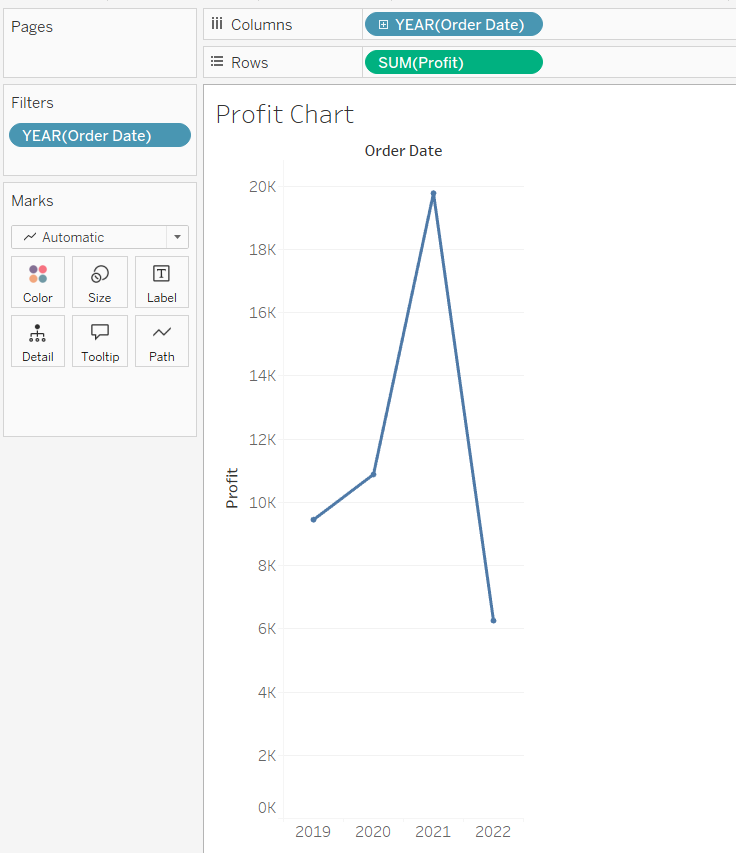 Pages
Columns
YEAR(Order Date)
Rows
SUM(Profit)
Filters
YEAR(Order Date)
Marks
Automatic
Color
Size
T
Label
Detail
Tooltip
Path
Profit Chart
Order Date
20K
18K
16K
14K
12K
10K
8K
6K
4K
2K
0K
Profit
2019 2020 2021 2022